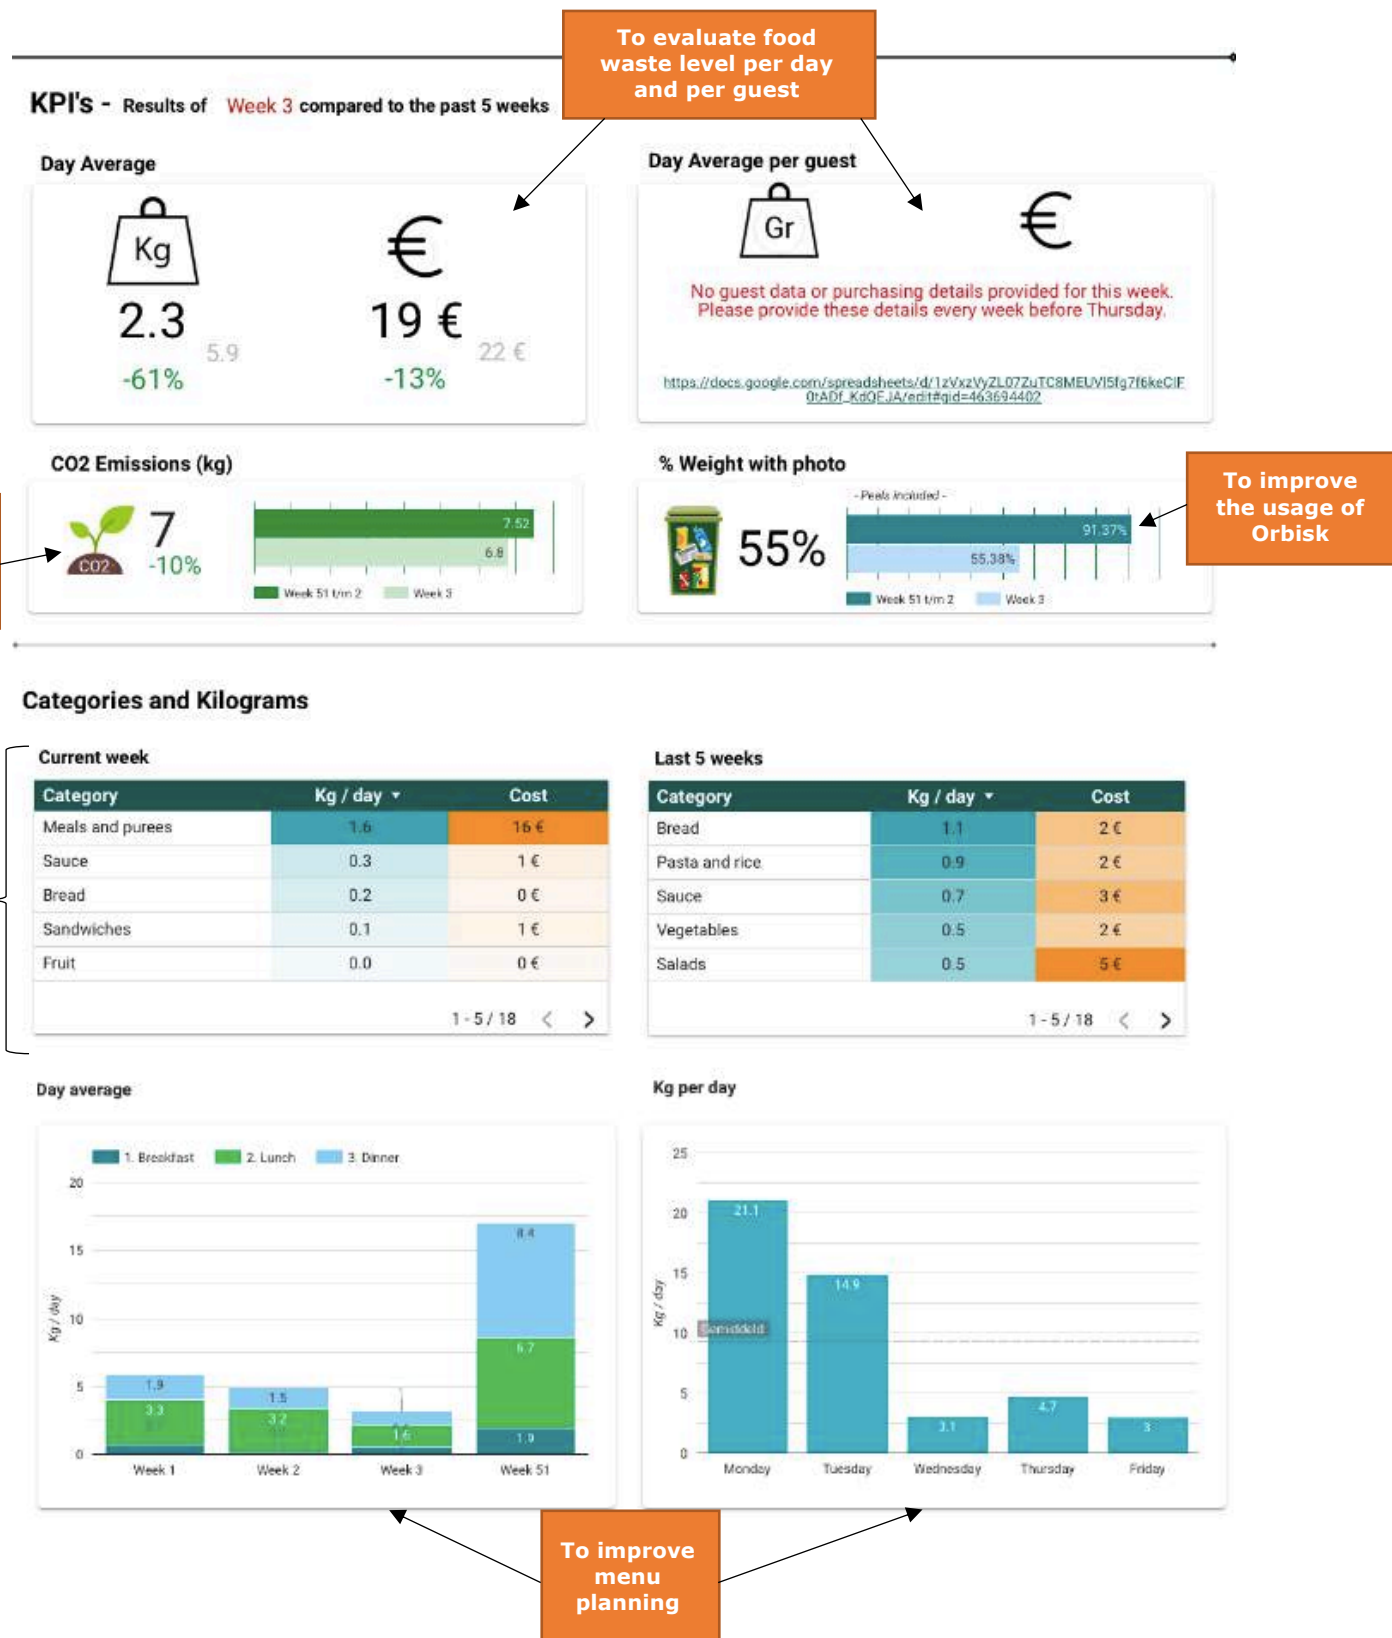 To evaluate food
waste level per day
and per guest
KPI's - Results of Week 3 compared to the past 5 weeks
Day Average
Kg
€
2.3
5.9
-61%
19 €
22 €
-13%
Day Average per guest
Gr
€
No guest data or purchasing details provided for this week.
Please provide these details every week before Thursday.
https://docs.google.com/spreadsheets/d/1zVxzVyZL07ZuTC8MEUVI5fg7f6keCIF
0tADf_KdQEJA/edit#gid=463694402
CO2 Emissions (kg)
CO2
7
-10%
7.52
6.8
Week 51 t/m 2 Week 3
% Weight with photo
55%
- Peels included -
91.37%
55.38%
Week 51 t/m 2 Week 3
To improve
the usage of
Orbisk
Categories and Kilograms
Current week
Category Kg / day Cost
Meals and purees 1.6 16 €
Sauce 0.3 1 €
Bread 0.2 0 €
Sandwiches 0.1 1 €
Fruit 0.0 0 €
1 - 5 / 18 < >
Last 5 weeks
Category Kg / day Cost
Bread 1.1 2 €
Pasta and rice 0.9 2 €
Sauce 0.7 3 €
Vegetables 0.5 2 €
Salads 0.5 5 €
1 - 5 / 18 < >
Day average
1. Breakfast 2. Lunch 3. Dinner
Kg / day
20
15
10
5
0
1.9
3.3
1.5
3.2
1.6
8.4
6.7
1.9
Week 1 Week 2 Week 3 Week 51
Kg per day
Kg / day
25
20
15
10
5
0
21.1
14.9
Gemiddeld
3.1
4.7
3
Monday Tuesday Wednesday Thursday Friday
To improve
menu
planning